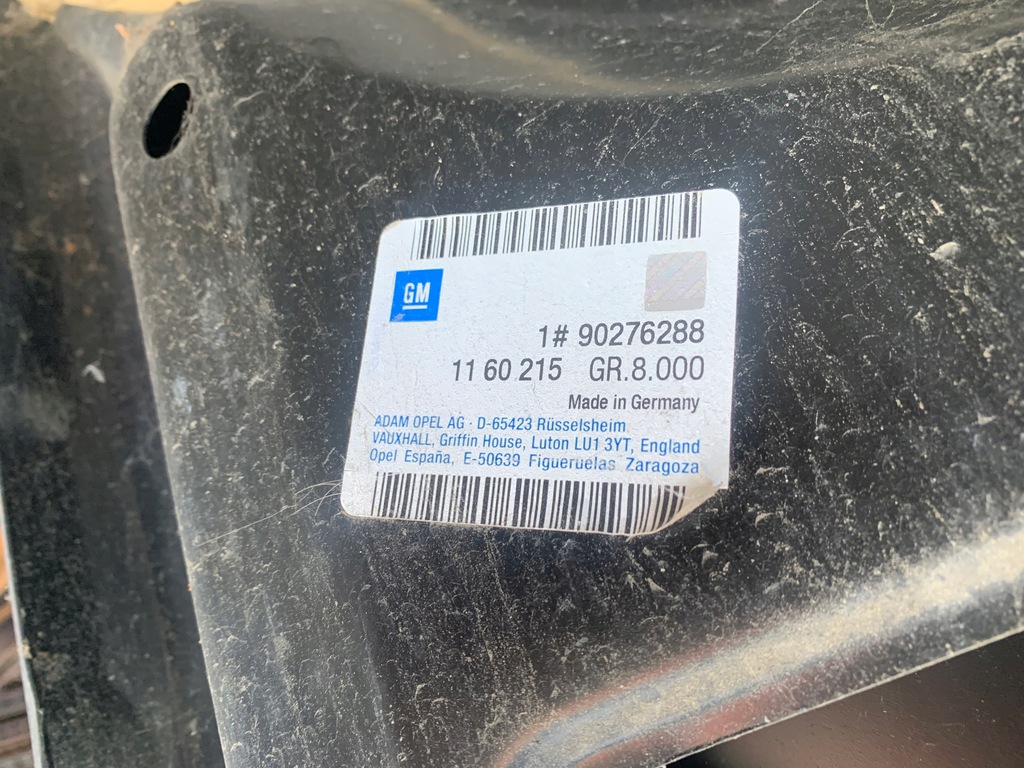 GM
1# 90276288
11 60 215 GR.8.000
Made in Germany
ADAM OPEL AG · D-65423 Rüsselsheim
VAUXHALL, Griffin House, Luton LU1 3YT, England
Opel España, E-50639 Figueruelas Zaragoza